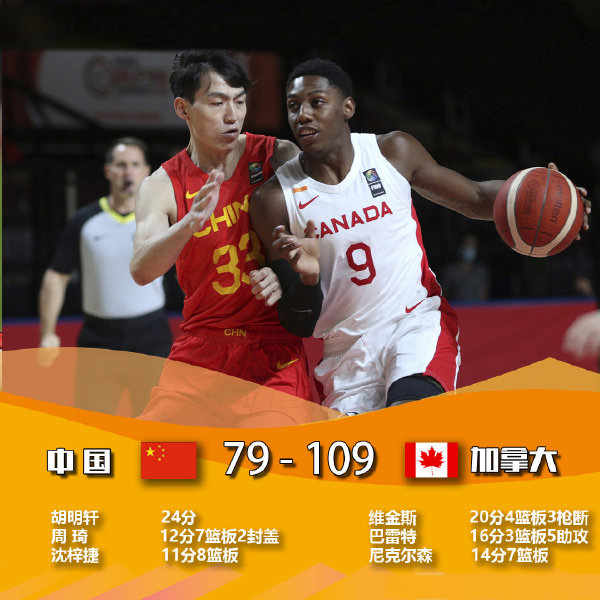 CHINA
33
CHN
CANADA
9
molten
中国 79 - 109 加拿大
胡明轩 24分
周 琦 12分7篮板2封盖
沈梓捷 11分8篮板
维金斯 20分4篮板3枪断
巴雷特 16分3篮板5助攻
尼克尔森 14分7篮板